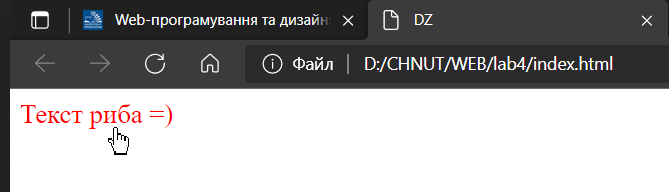 Web-програмування та дизайн:
DZ
Файл D:/CHNUT/WEB/lab4/index.html
Текст риба =)